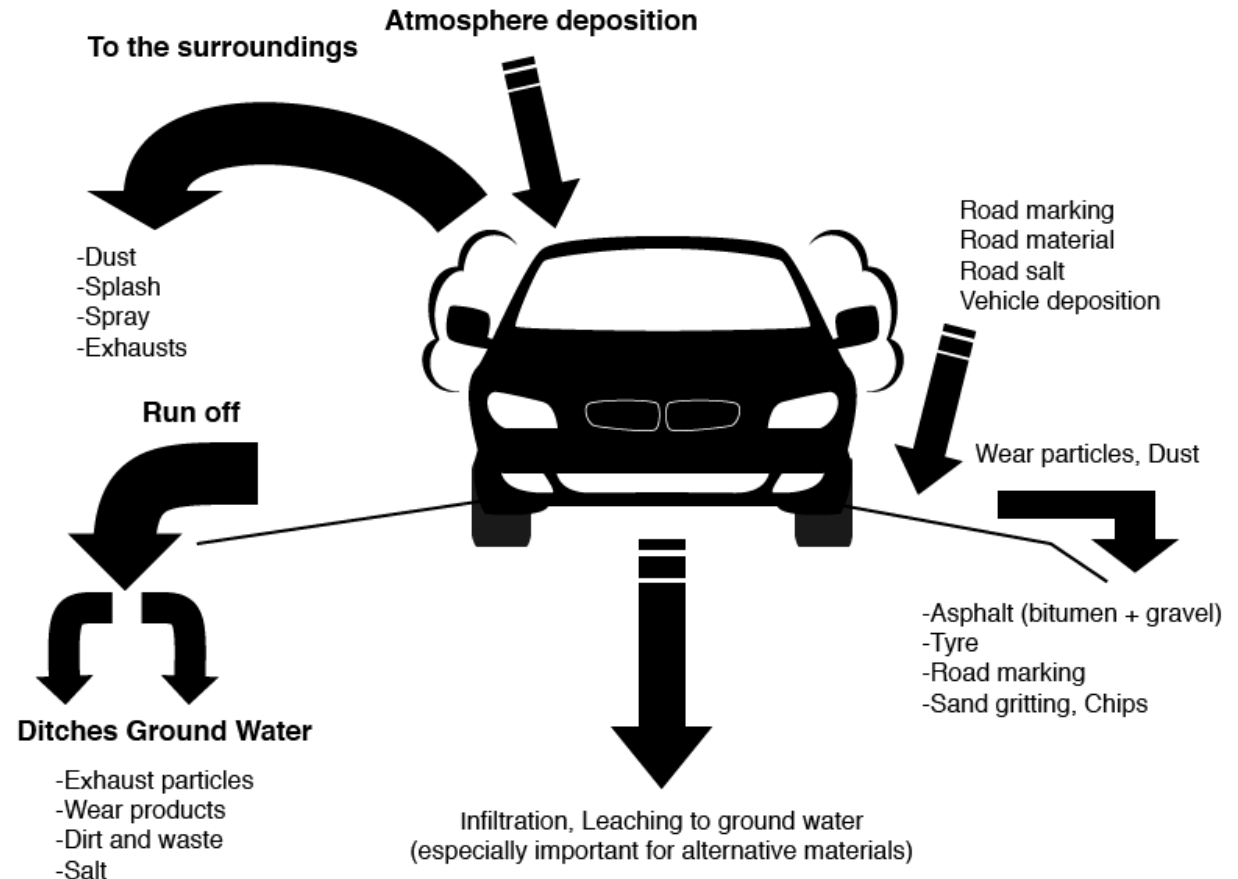 Atmosphere deposition
To the surroundings
-Dust
-Splash
-Spray
-Exhausts
Road marking
Road material
Road salt
Vehicle deposition
Run off
Wear particles, Dust
-Asphalt (bitumen + gravel)
-Tyre
-Road marking
-Sand gritting, Chips
Ditches Ground Water
-Exhaust particles
-Wear products
-Dirt and waste
-Salt
Infiltration, Leaching to ground water
(especially important for alternative materials)